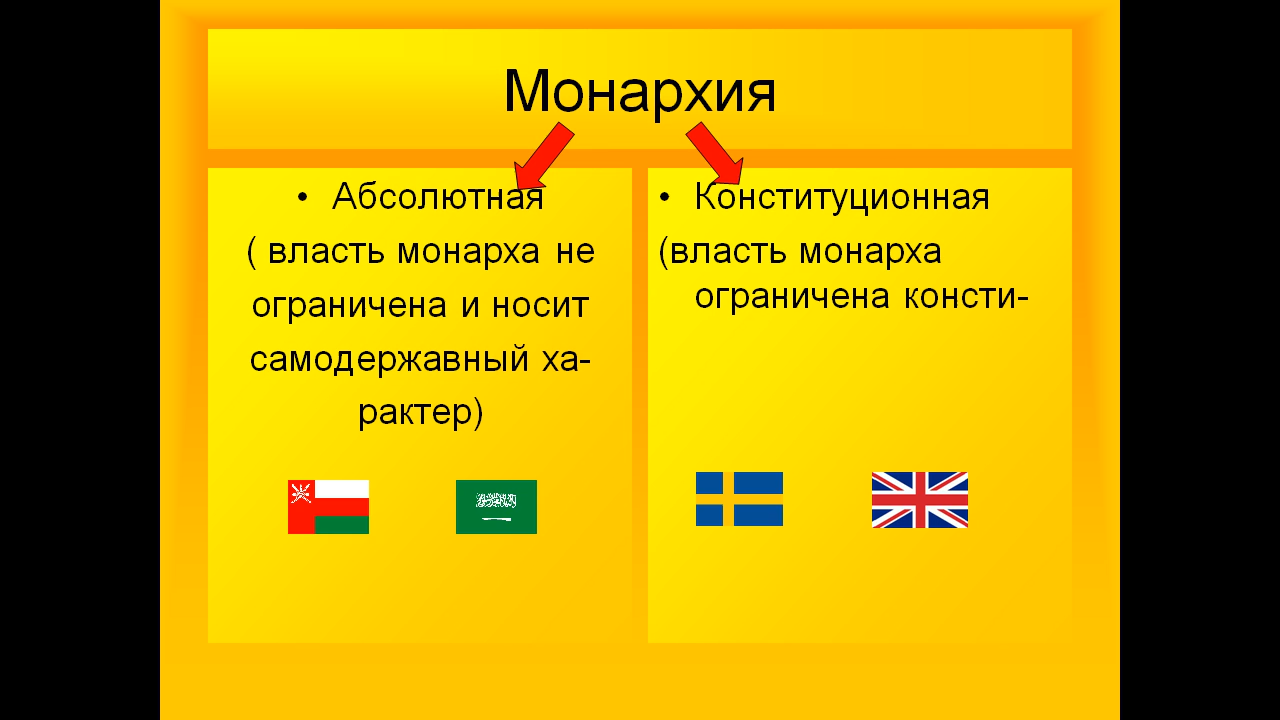 Монархия
• Абсолютная
( власть монарха не
ограничена и носит
самодержавный ха-
рактер)
• Конституционная
(власть монарха
ограничена консти-